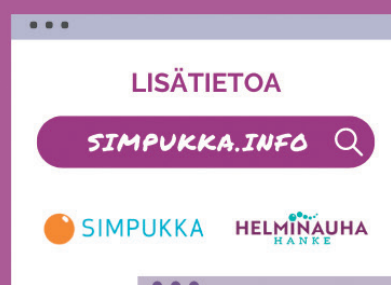 LISÄTIETOA
SIMPUKKA.INFO
SIMPUKKA
HELMINAUHA
HANKE